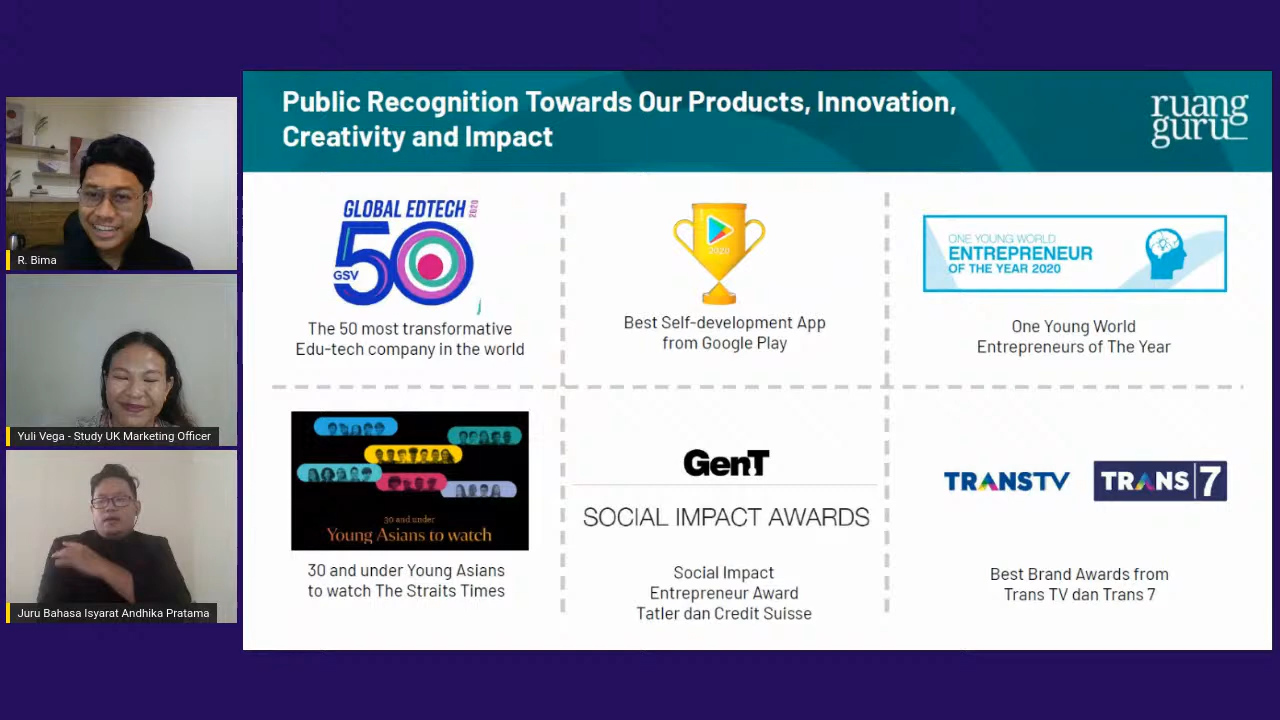 Public Recognition Towards Our Products, Innovation,
Creativity and Impact
ruang
guru
R. Bima
Yuli Vega - Study UK Marketing Officer
Juru Bahasa Isyarat Andhika Pratama
GLOBAL EDTECH 2020
50
GSV
The 50 most transformative
Edu-tech company in the world
2020
Best Self-development App
from Google Play
ONE YOUNG WORLD
ENTREPRENEUR
OF THE YEAR 2020
One Young World
Entrepreneurs of The Year
30 and under
Young Asians to watch
30 and under Young Asians
to watch The Straits Times
GenT
SOCIAL IMPACT AWARDS
Social Impact
Entrepreneur Award
Tatler dan Credit Suisse
TRANSTV
TRANS|7
Best Brand Awards from
Trans TV dan Trans 7